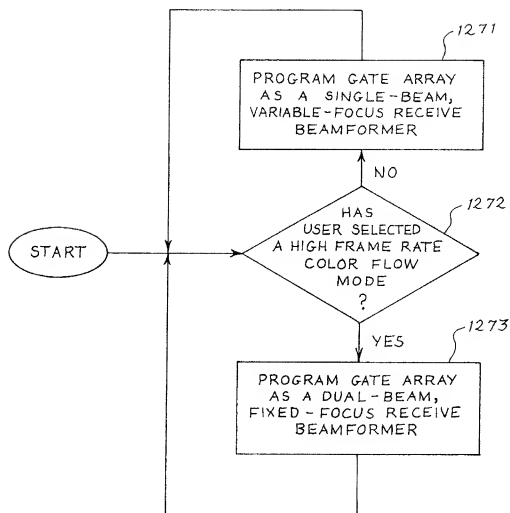 1271
PROGRAM GATE ARRAY
AS A SINGLE-BEAM,
VARIABLE-FOCUS RECEIVE
BEAMFORMER
NO
1272
HAS
USER SELECTED
A HIGH FRAME RATE
COLOR FLOW
MODE
?
START
YES
1273
PROGRAM GATE ARRAY
AS A DUAL-BEAM,
FIXED-FOCUS RECEIVE
BEAMFORMER